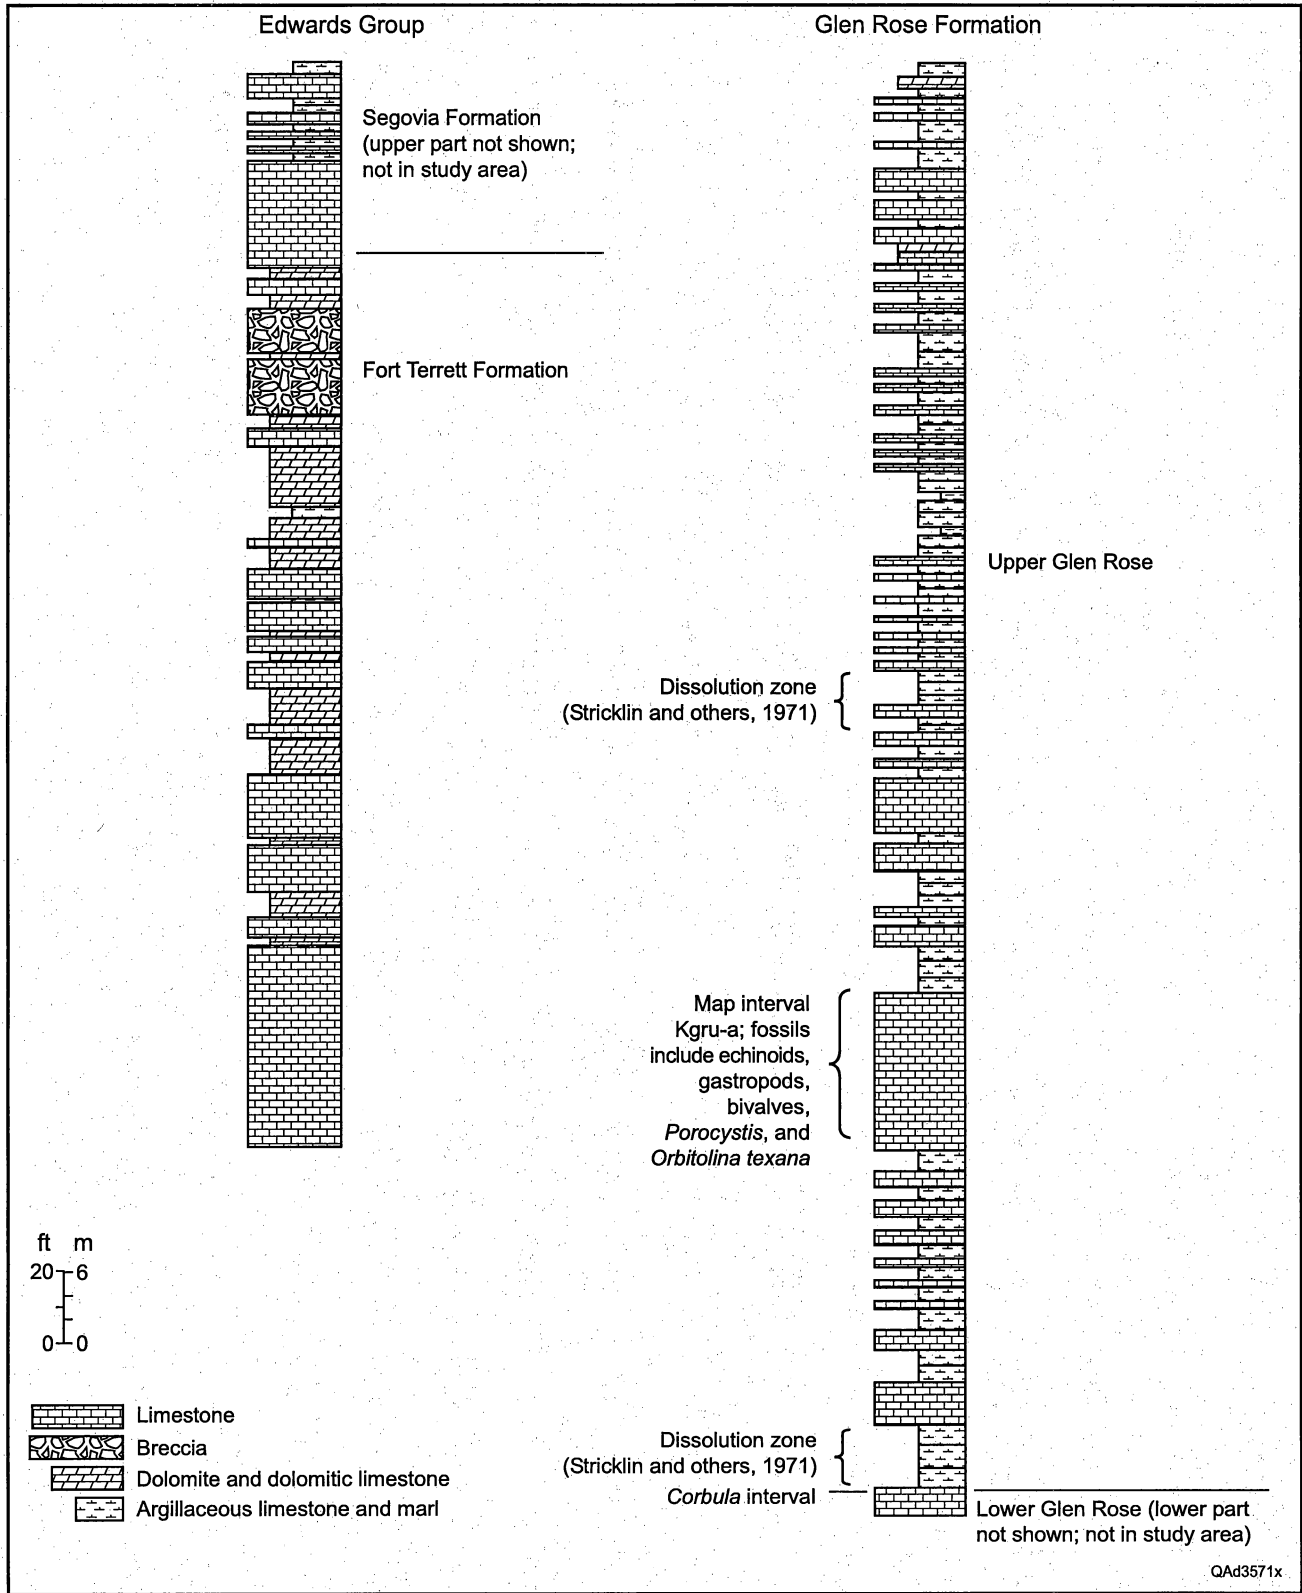 Edwards Group
Glen Rose Formation
Segovia Formation
(upper part not shown;
not in study area)
Fort Terrett Formation
Upper Glen Rose
Dissolution zone
(Stricklin and others, 1971)
Map interval
Kgru-a; fossils
include echinoids,
gastropods,
bivalves,
Porocystis, and
Orbitolina texana
ft m
20 6
0 0
Limestone
Breccia
Dolomite and dolomitic limestone
Argillaceous limestone and marl
Dissolution zone
(Stricklin and others, 1971)
Corbula interval
Lower Glen Rose (lower part
not shown; not in study area)
QAd3571x